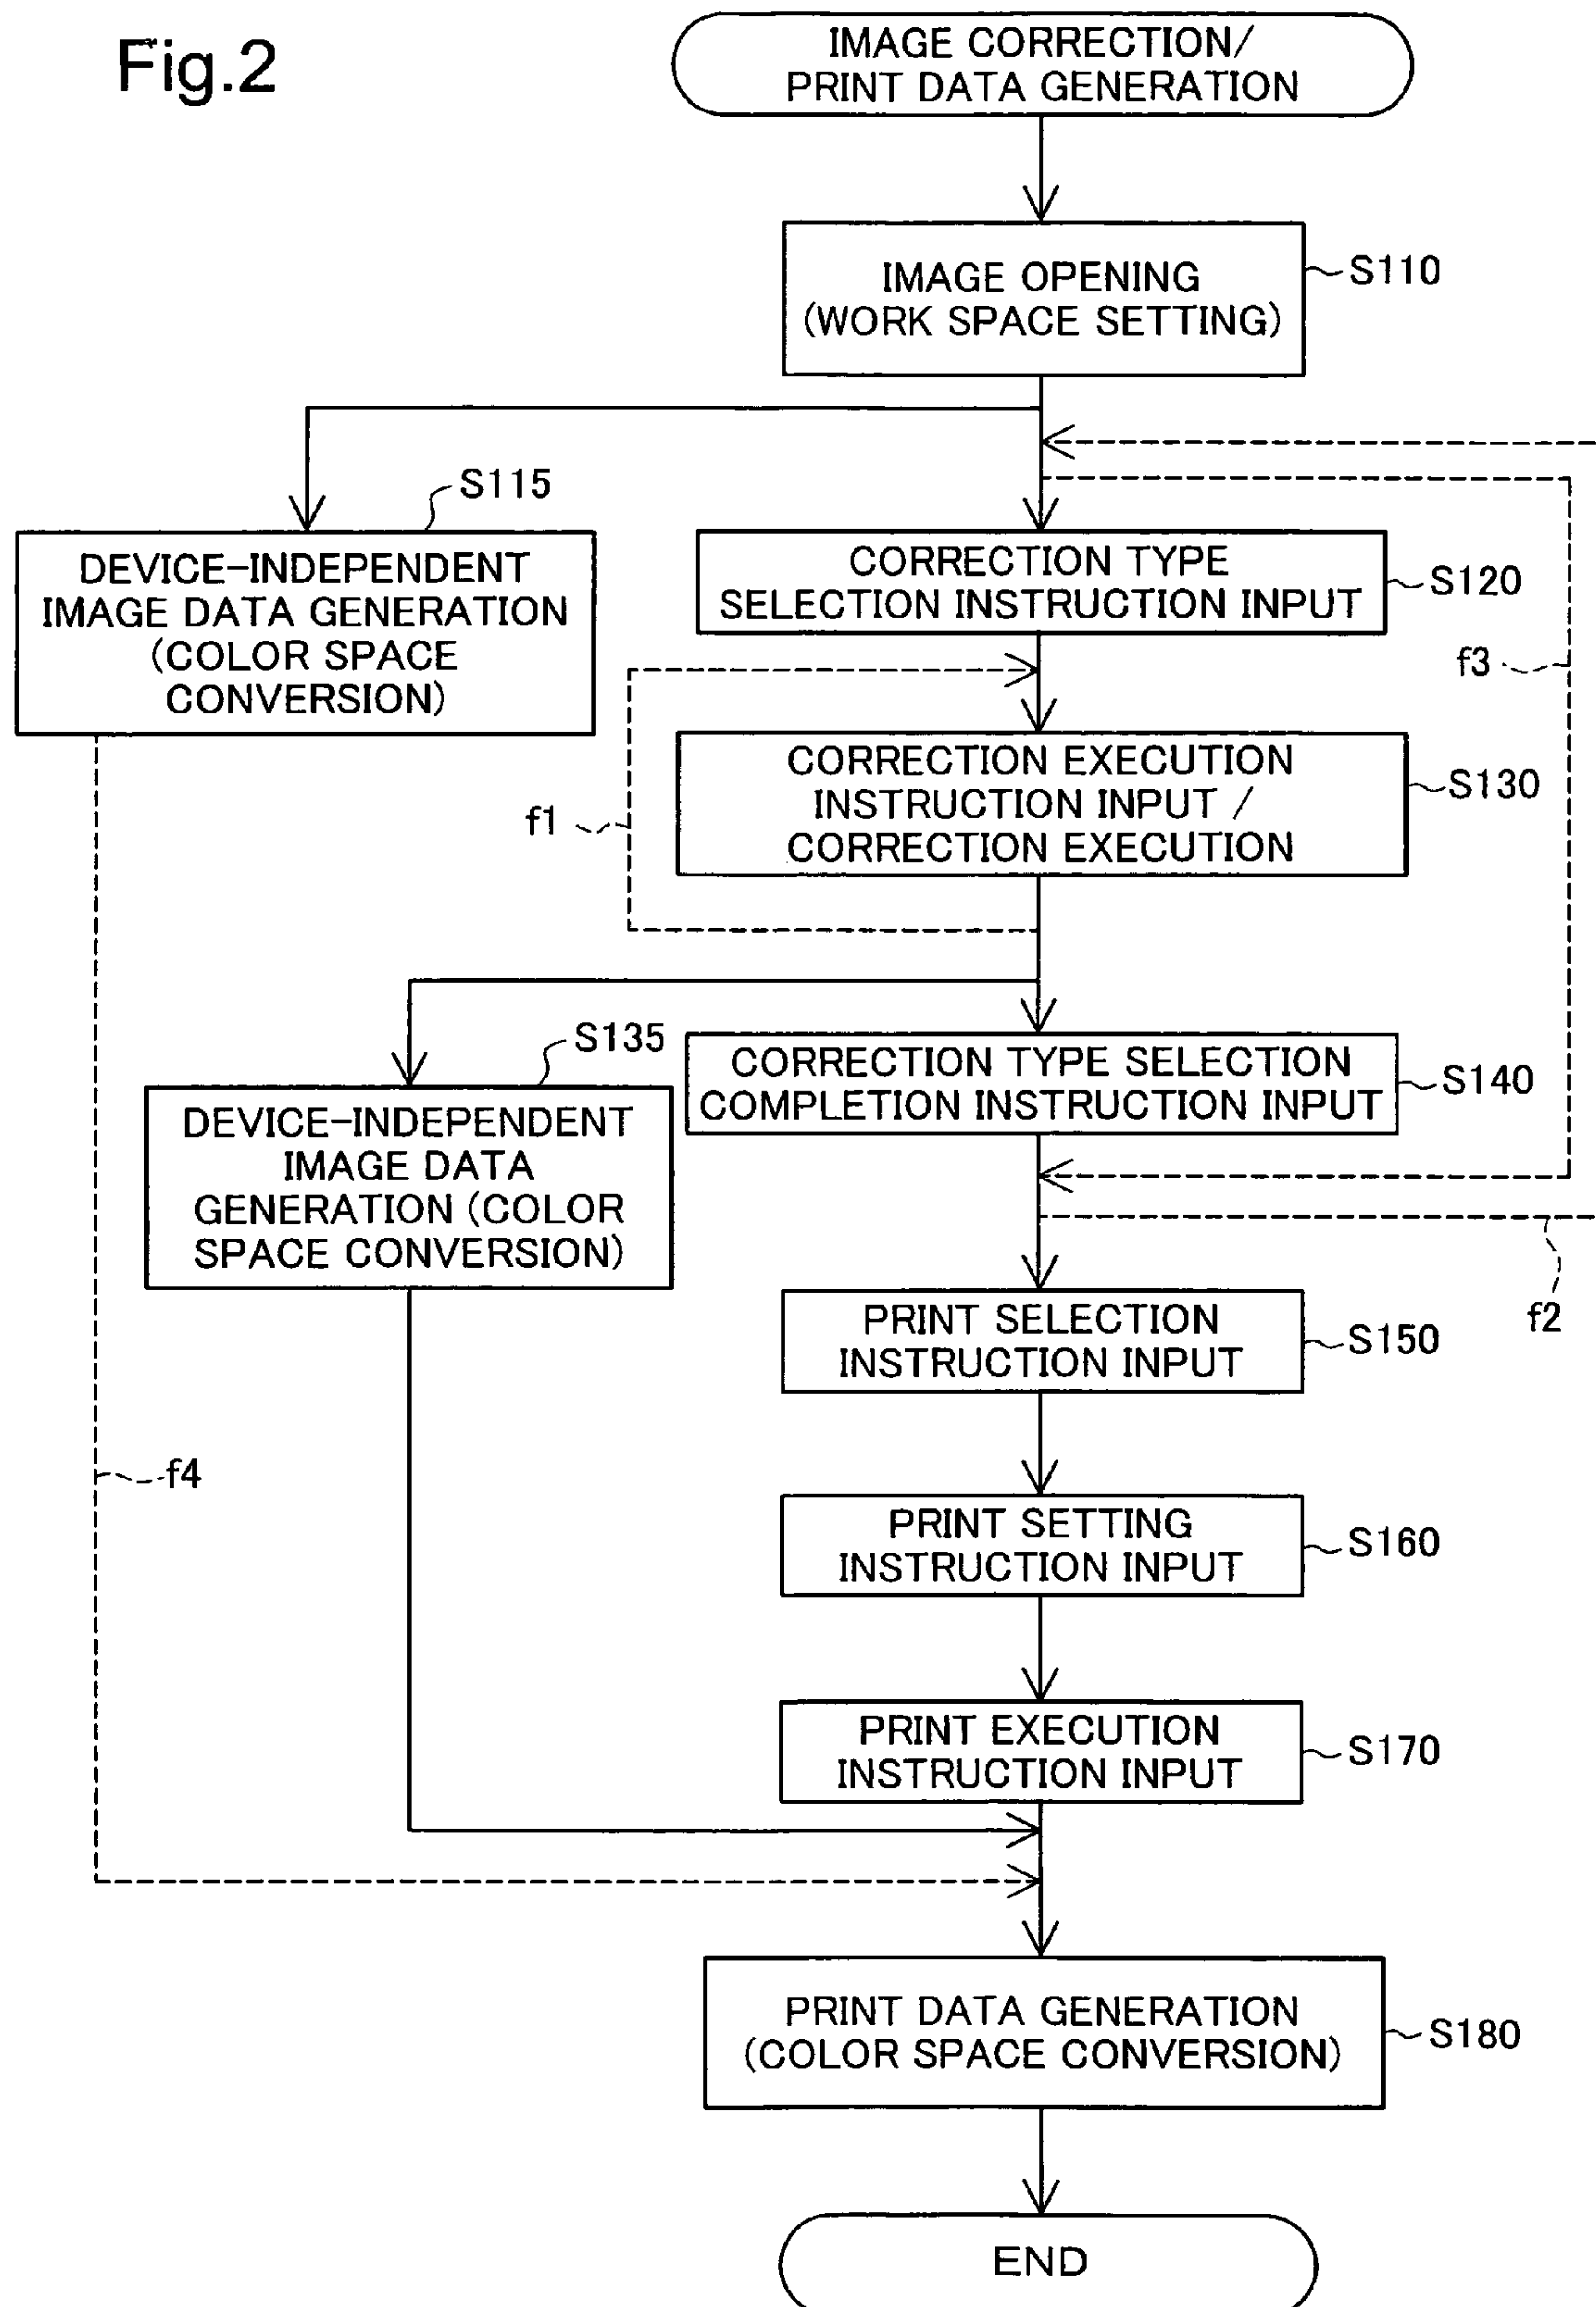 Fig.2
IMAGE CORRECTION/
PRINT DATA GENERATION
IMAGE OPENING
(WORK SPACE SETTING)
S110
S115
DEVICE-INDEPENDENT
IMAGE DATA GENERATION
(COLOR SPACE
CONVERSION)
CORRECTION TYPE
SELECTION INSTRUCTION INPUT
S120
f3
CORRECTION EXECUTION
INSTRUCTION INPUT /
CORRECTION EXECUTION
S130
f1
S135
DEVICE-INDEPENDENT
IMAGE DATA
GENERATION (COLOR
SPACE CONVERSION)
CORRECTION TYPE SELECTION
COMPLETION INSTRUCTION INPUT
S140
f2
PRINT SELECTION
INSTRUCTION INPUT
S150
f4
PRINT SETTING
INSTRUCTION INPUT
S160
PRINT EXECUTION
INSTRUCTION INPUT
S170
PRINT DATA GENERATION
(COLOR SPACE CONVERSION)
S180
END